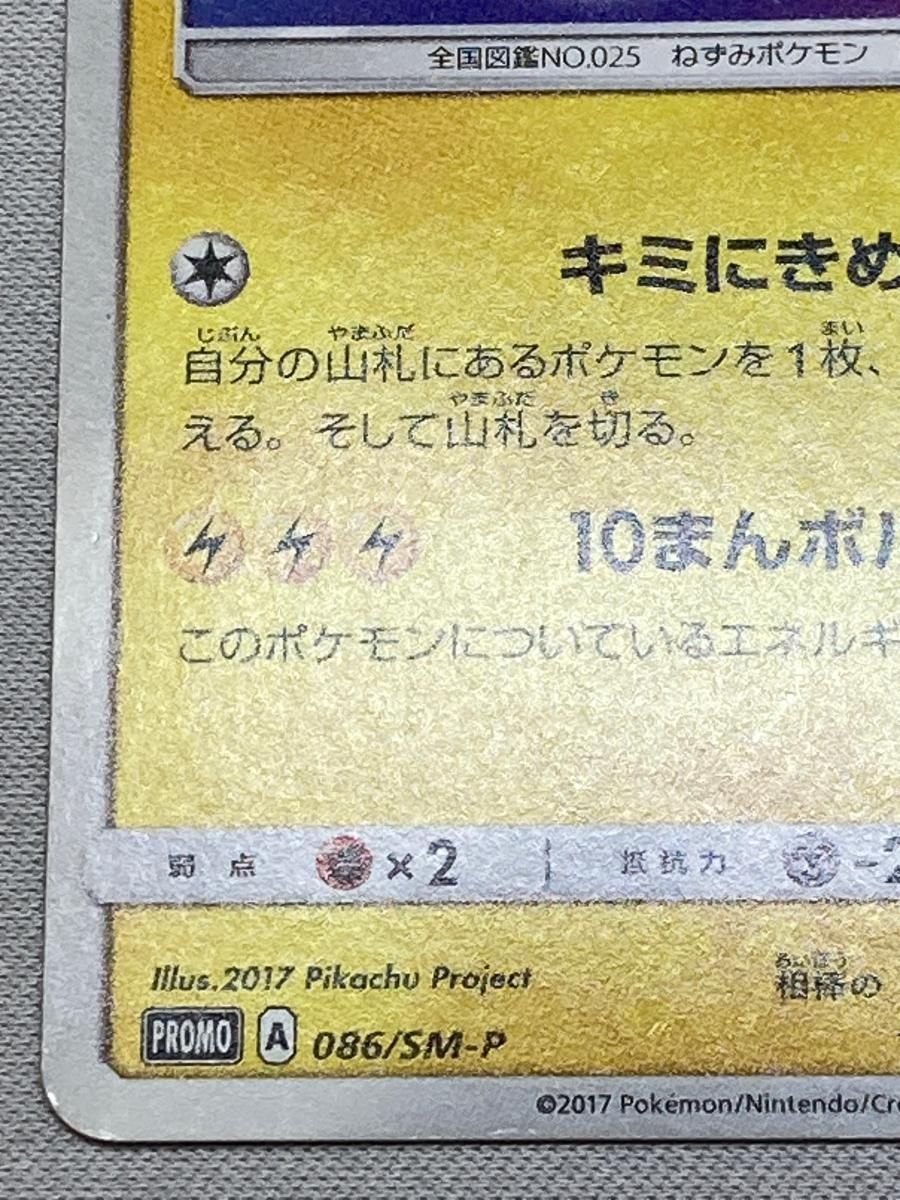 全国図鑑NO.025 ねずみポケモン
キミにきめ
じぶん やまふだ まい
自分の山札にあるポケモンを1枚、
やまふだ き
える。そして山札を切る。
10まんボル
このポケモンについているエネルギ
弱点 ×2 抵抗力 -2
Illus.2017 Pikachu Project
あいぼう
相棒の
PROMO A 086/SM-P
©2017 Pokémon/Nintendo/Cre